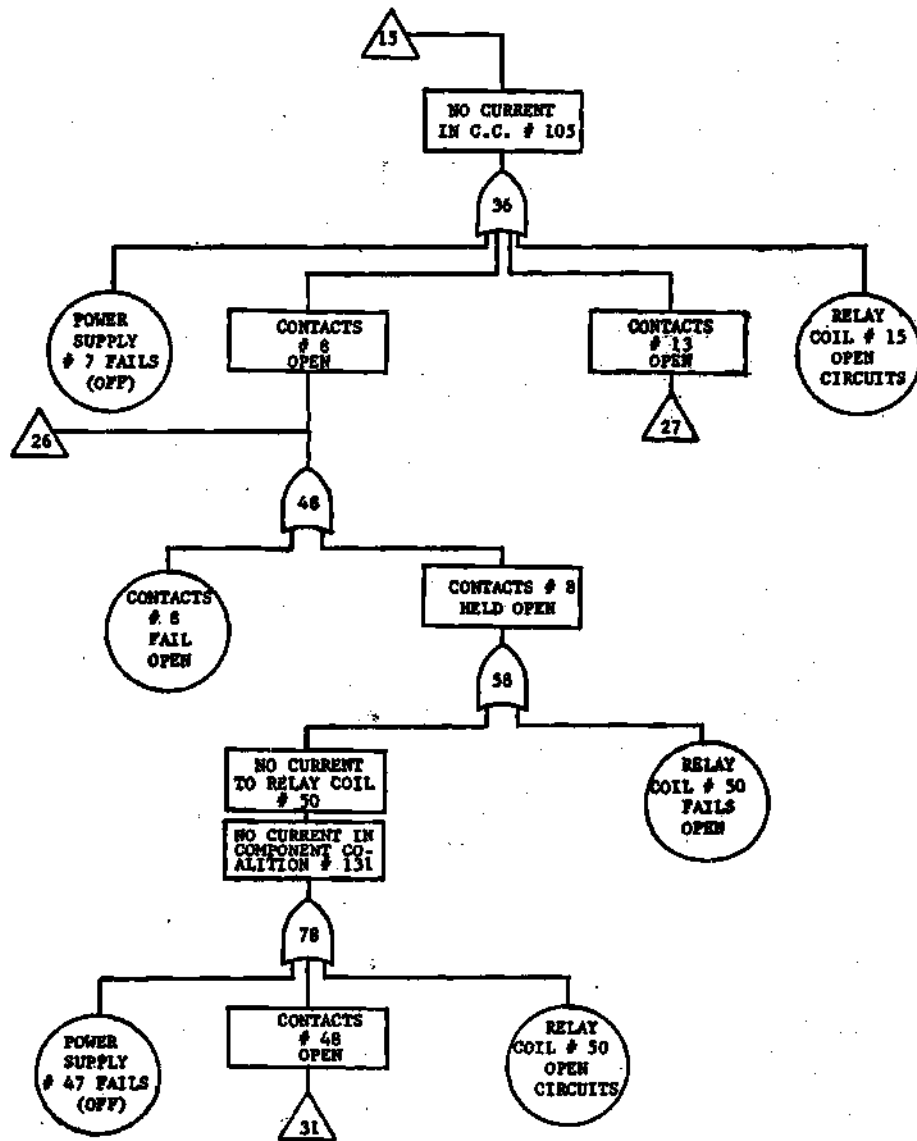 15
NO CURRENT
IN C.C. # 105
36
POWER
SUPPLY
# 7 FAILS
(OFF)
CONTACTS
# 8
OPEN
CONTACTS
# 13
OPEN
RELAY
COIL # 15
OPEN
CIRCUITS
26
27
48
CONTACTS
# 8
FAIL
OPEN
CONTACTS # 8
HELD OPEN
58
NO CURRENT
TO RELAY COIL
# 50
RELAY
COIL # 50
FAILS
OPEN
NO CURRENT IN
COMPONENT CO-
ALITION # 131
78
POWER
SUPPLY
# 47 FAILS
(OFF)
CONTACTS
# 48
OPEN
RELAY
COIL # 50
OPEN
CIRCUITS
31